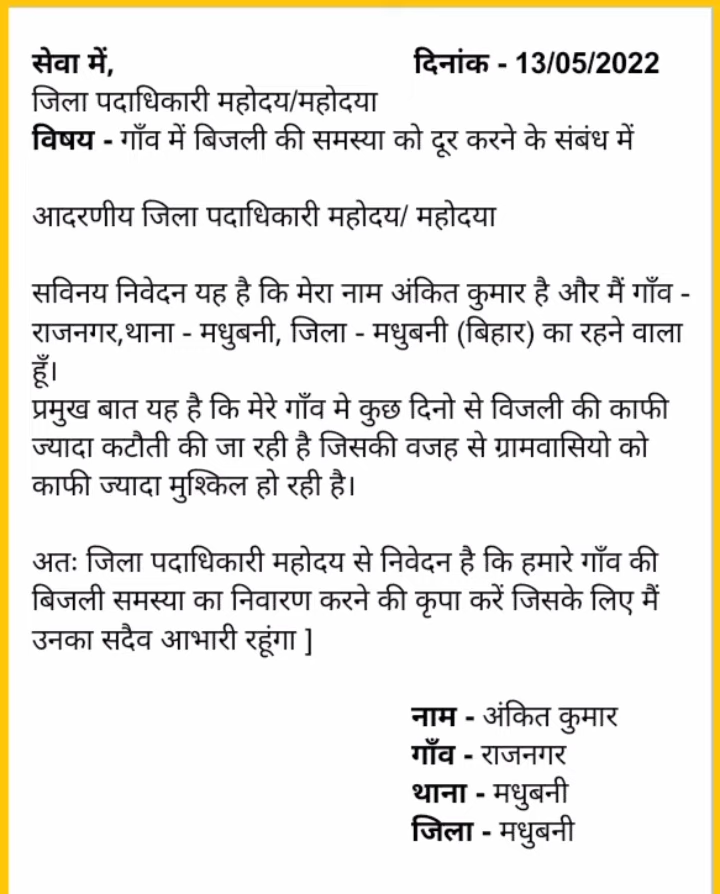 सेवा में, दिनांक - 13/05/2022
जिला पदाधिकारी महोदय/महोदया
विषय - गाँव में बिजली की समस्या को दूर करने के संबंध में
आदरणीय जिला पदाधिकारी महोदय/ महोदया
सविनय निवेदन यह है कि मेरा नाम अंकित कुमार है और मैं गाँव -
राजनगर,थाना - मधुबनी, जिला - मधुबनी (बिहार) का रहने वाला
हूँ।
प्रमुख बात यह है कि मेरे गाँव मे कुछ दिनो से विजली की काफी
ज्यादा कटौती की जा रही है जिसकी वजह से ग्रामवासियो को
काफी ज्यादा मुश्किल हो रही है।
अतः जिला पदाधिकारी महोदय से निवेदन है कि हमारे गाँव की
बिजली समस्या का निवारण करने की कृपा करें जिसके लिए मैं
उनका सदैव आभारी रहूंगा ]
नाम - अंकित कुमार
गाँव - राजनगर
थाना - मधुबनी
जिला - मधुबनी